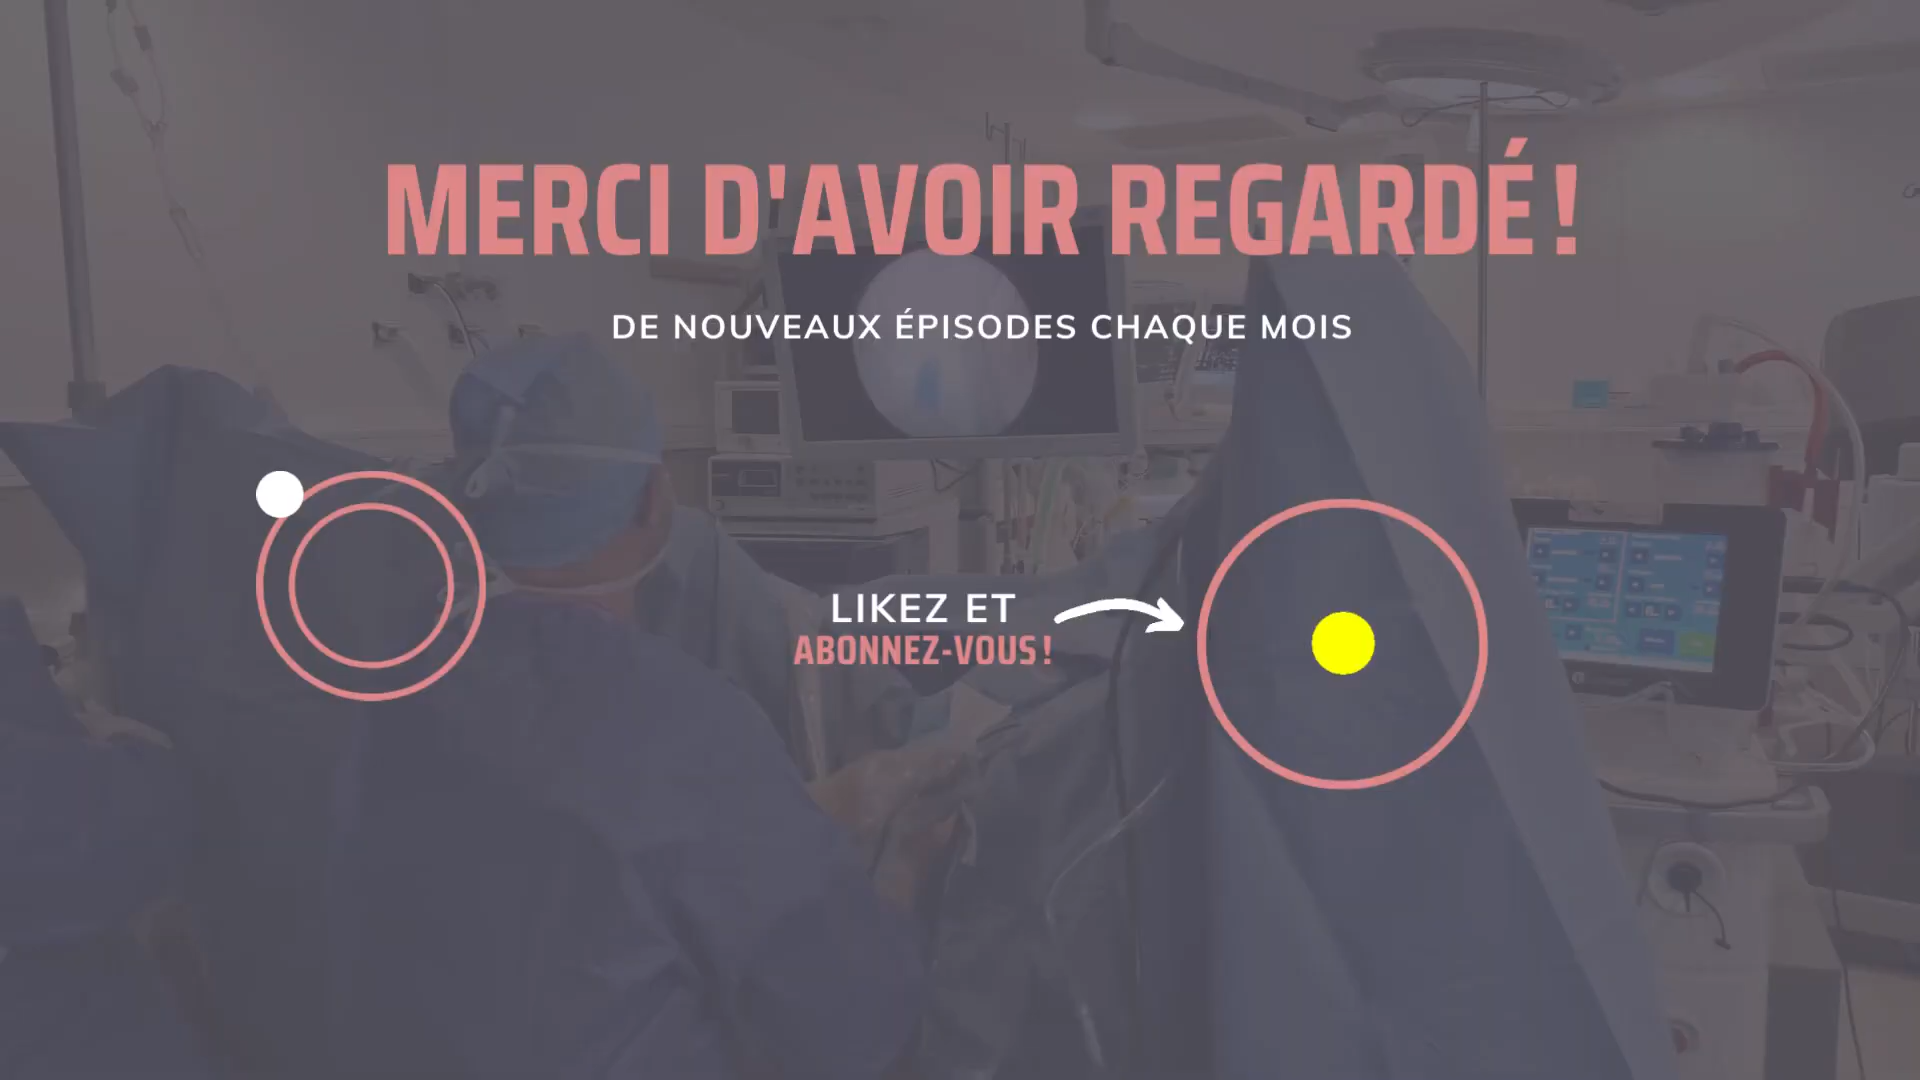 MERCI D'AVOIR REGARDÉ !
DE NOUVEAUX ÉPISODES CHAQUE MOIS
LIKEZ ET
ABONNEZ-VOUS !